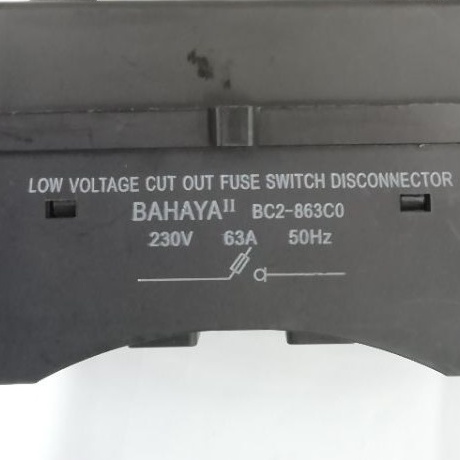 LOW VOLTAGE CUT OUT FUSE SWITCH DISCONNECTOR
BAHAYAII BC2-863C0
230V 63A 50Hz